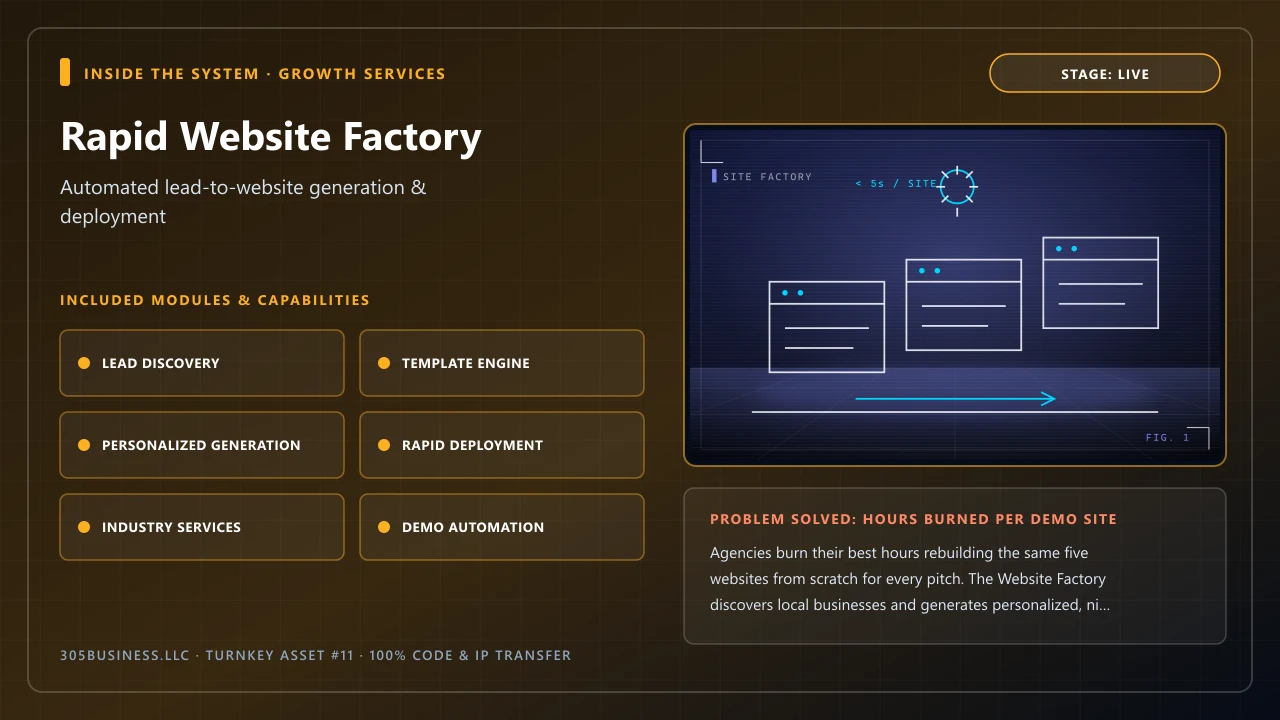 INSIDE THE SYSTEM · GROWTH SERVICES
STAGE: LIVE
Rapid Website Factory
Automated lead-to-website generation &
deployment
INCLUDED MODULES & CAPABILITIES
LEAD DISCOVERY
TEMPLATE ENGINE
PERSONALIZED GENERATION
RAPID DEPLOYMENT
INDUSTRY SERVICES
DEMO AUTOMATION
SITE FACTORY
< 5s / SITE
FIG. 1
PROBLEM SOLVED: HOURS BURNED PER DEMO SITE
Agencies burn their best hours rebuilding the same five
websites from scratch for every pitch. The Website Factory
discovers local businesses and generates personalized, ni...
305BUSINESS.LLC · TURNKEY ASSET #11 · 100% CODE & IP TRANSFER